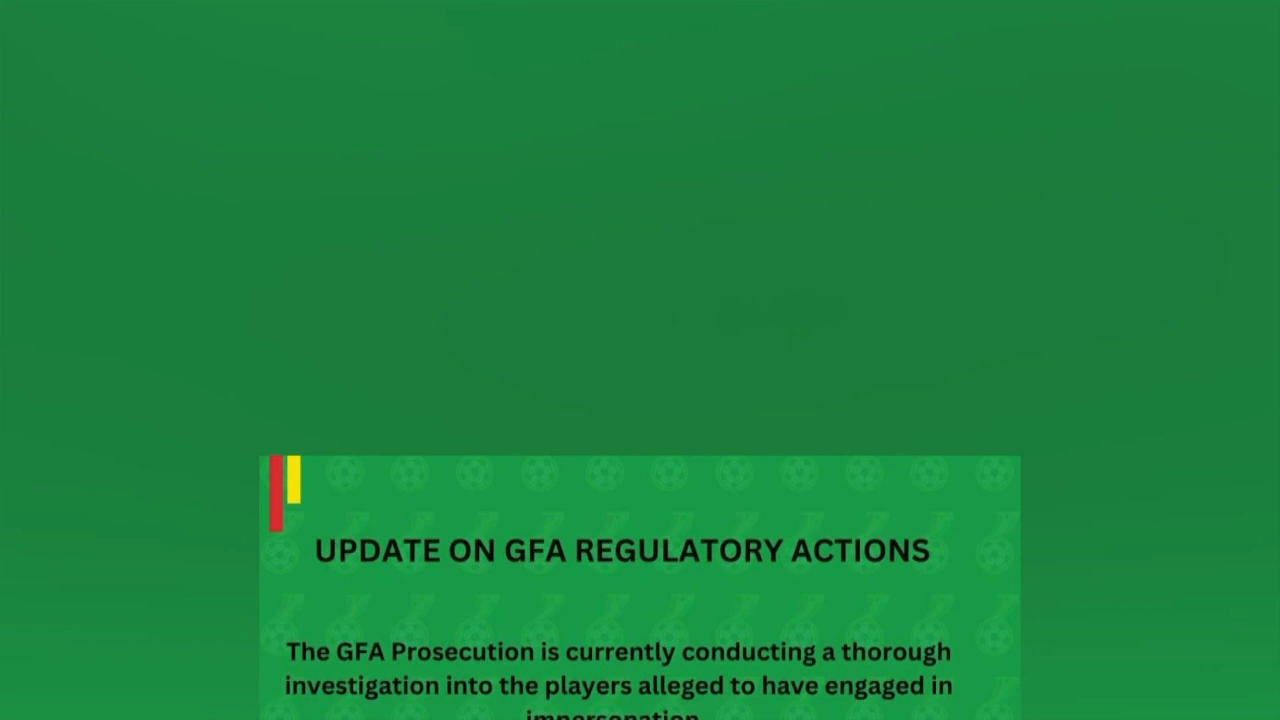 UPDATE ON GFA REGULATORY ACTIONS
The GFA Prosecution is currently conducting a thorough
investigation into the players alleged to have engaged in
impersonation